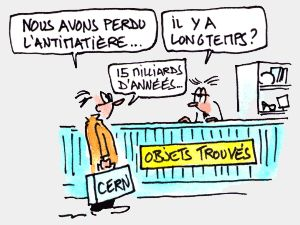 NOUS AVONS PERDU
L'ANTIMATIÈRE...
IL Y A
LONGTEMPS?
15 MILLIARDS
D'ANNÉES...
OBJETS TROUVÉS
CERN